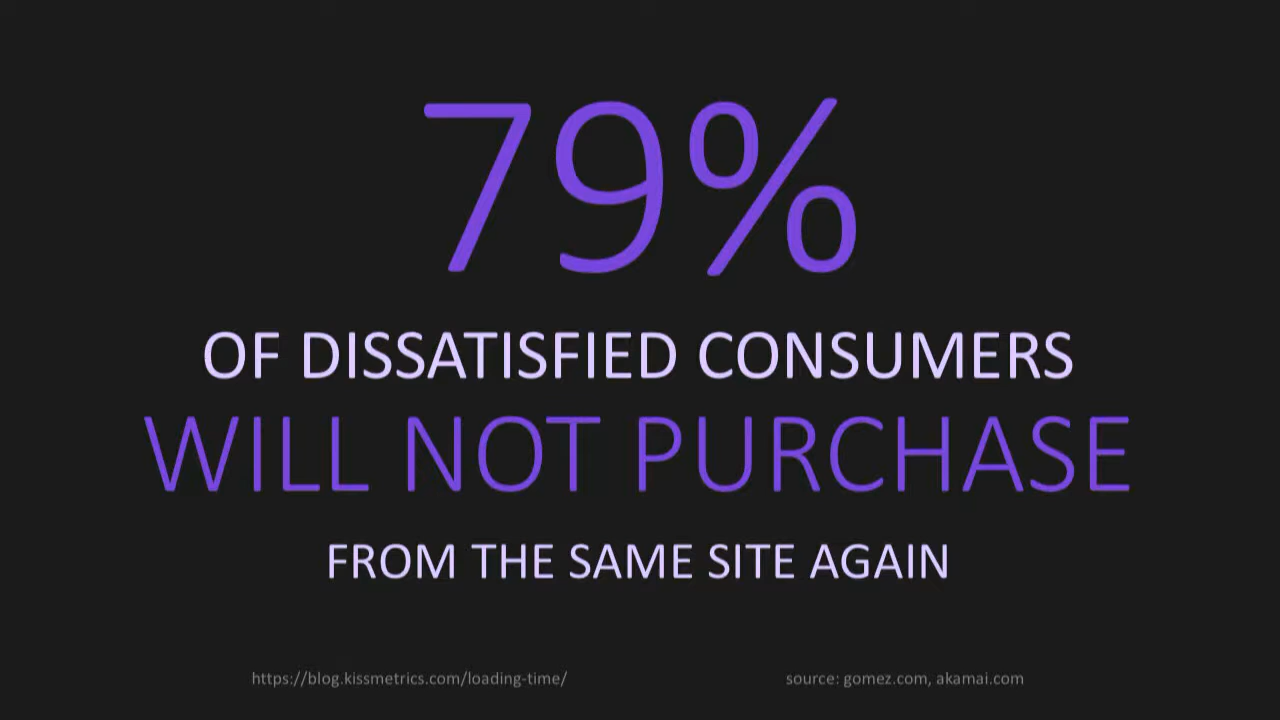 79%
OF DISSATISFIED CONSUMERS
WILL NOT PURCHASE
FROM THE SAME SITE AGAIN
https://blog.kissmetrics.com/loading-time/
source: gomez.com, akamai.com